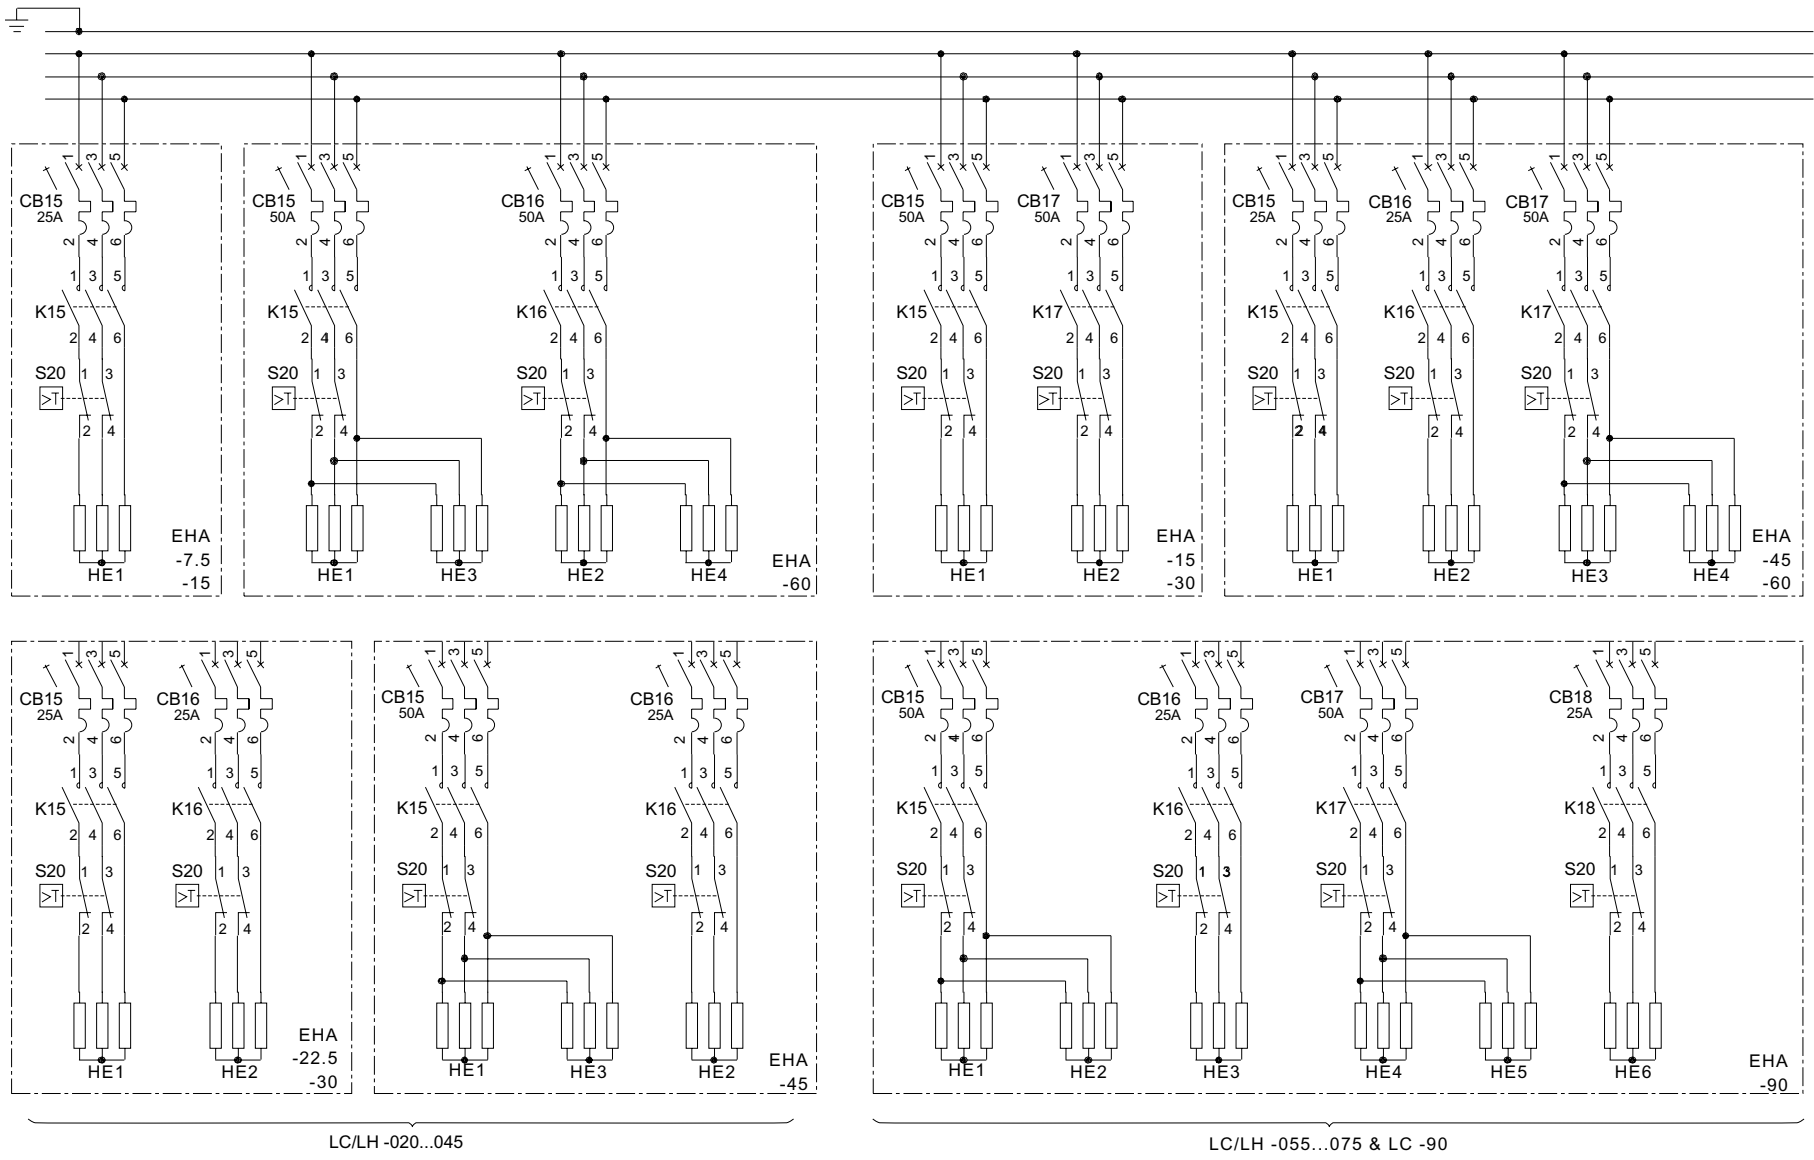 1 3 5 1 3 5 1 3 5 1 3 5 1 3 5 1 3 5 1 3 5 1 3 5
CB15 CB15 CB16 CB15 CB17 CB15 CB16 CB17
25A 50A 50A 50A 50A 25A 25A 50A
2 4 6 2 4 6 2 4 6 2 4 6 2 4 6 2 4 6 2 4 6 2 4 6
1 3 5 1 3 5 1 3 5 1 3 5 1 3 5 1 3 5 1 3 5 1 3 5
K15 K15 K16 K15 K17 K15 K16 K17
2 4 6 2 4 6 2 4 6 2 4 6 2 4 6 2 4 6 2 4 6 2 4 6
S20 1 3 S20 1 3 S20 1 3 S20 1 3 S20 1 3 S20 1 3 S20 1 3 S20 1 3
>T >T >T >T >T >T >T >T
2 4 2 4 2 4 2 4 2 4 2 4 2 4 2 4
HE1 HE1 HE3 HE2 HE4 HE1 HE2 HE1 HE2 HE3 HE4
EHA
-7.5
-15
EHA
-60
EHA
-15
-30
EHA
-45
-60
1 3 5 1 3 5 1 3 5 1 3 5 1 3 5 1 3 5 1 3 5 1 3 5
CB15 CB16 CB15 CB16 CB15 CB16 CB17 CB18
25A 25A 50A 25A 50A 25A 50A 25A
2 4 6 2 4 6 2 4 6 2 4 6 2 4 6 2 4 6 2 4 6 2 4 6
1 3 5 1 3 5 1 3 5 1 3 5 1 3 5 1 3 5 1 3 5 1 3 5
K15 K16 K15 K16 K15 K16 K17 K18
2 4 6 2 4 6 2 4 6 2 4 6 2 4 6 2 4 6 2 4 6 2 4 6
S20 1 3 S20 1 3 S20 1 3 S20 1 3 S20 1 3 S20 1 3 S20 1 3 S20 1 3
>T >T >T >T >T >T >T >T
2 4 2 4 2 4 2 4 2 4 2 4 2 4 2 4
HE1 HE2 HE1 HE3 HE2 HE1 HE2 HE3 HE4 HE5 HE6
EHA
-22.5
-30
EHA
-45
EHA
-90
LC/LH -020...045
LC/LH -055...075 & LC -90